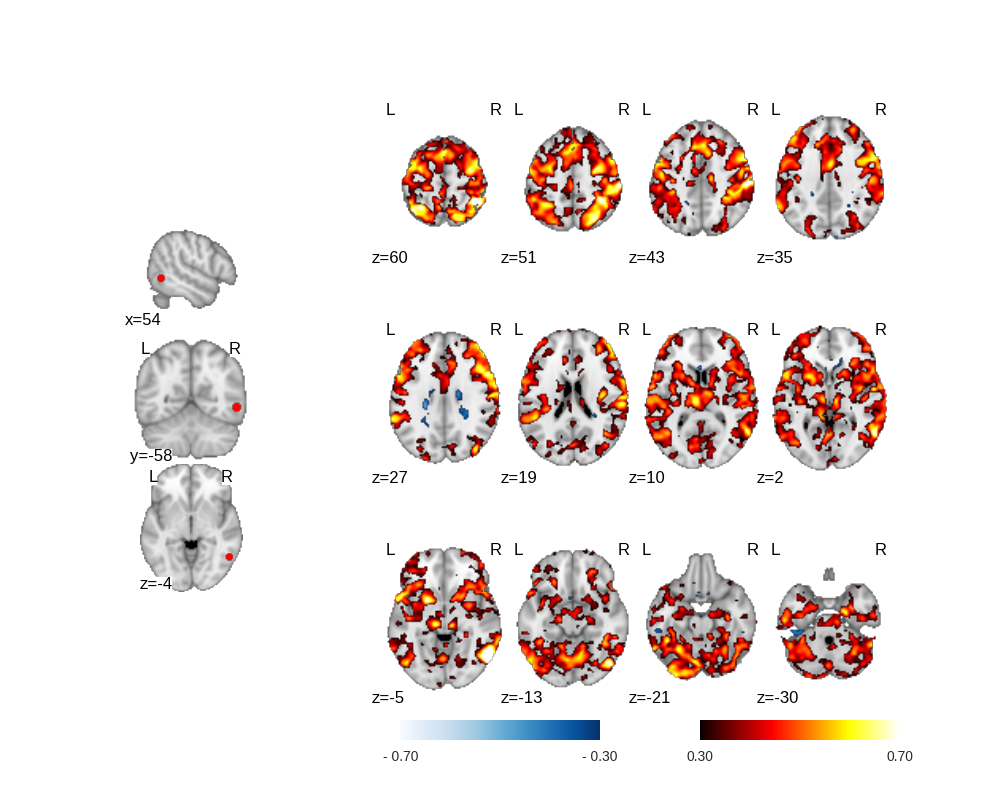 L R L R L R L R
z=60 z=51 z=43 z=35
x=54
L R L R L R L R
L R
z=27 z=19 z=10 z=2
y=-58
L R
L R L R L R L R
z=-4
z=-5 z=-13 z=-21 z=-30
- 0.70 - 0.30 0.30 0.70